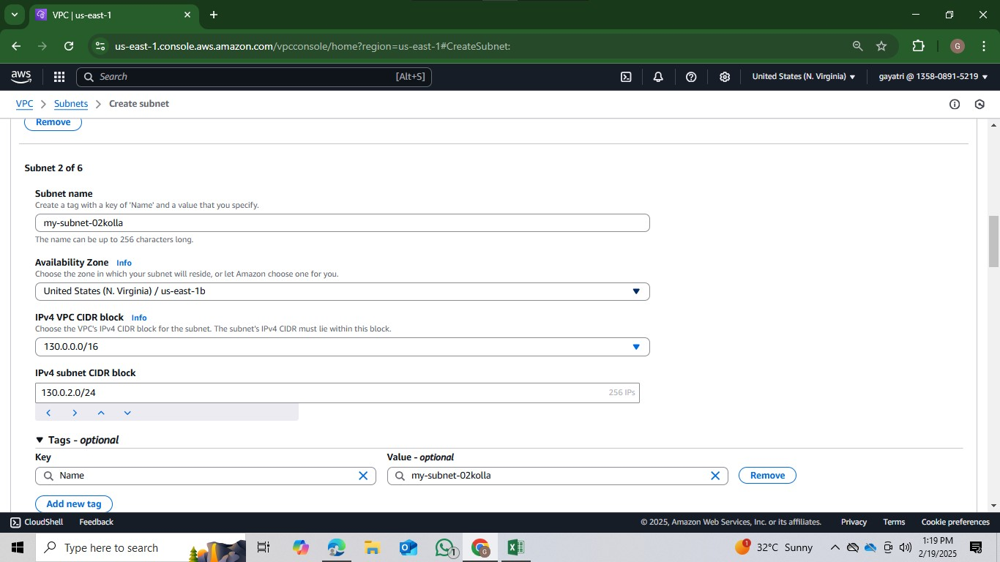 VPC | us-east-1
us-east-1.console.aws.amazon.com/vpcconsole/home?region=us-east-1#CreateSubnet:
G
aws
Search
[Alt+S]
United States (N. Virginia)
gayatri @ 1358-0891-5219
VPC > Subnets > Create subnet
Remove
Subnet 2 of 6
Subnet name
Create a tag with a key of 'Name' and a value that you specify.
my-subnet-02kolla
The name can be up to 256 characters long.
Availability Zone Info
Choose the zone in which your subnet will reside, or let Amazon choose one for you.
United States (N. Virginia) / us-east-1b
IPv4 VPC CIDR block Info
Choose the VPC's IPv4 CIDR block for the subnet. The subnet's IPv4 CIDR must lie within this block.
130.0.0.0/16
IPv4 subnet CIDR block
130.0.2.0/24 256 IPs
Tags - optional
Key Value - optional
Name my-subnet-02kolla Remove
Add new tag
CloudShell Feedback © 2025, Amazon Web Services, Inc. or its affiliates. Privacy Terms Cookie preferences
Type here to search
1
G
1
32°C Sunny
1:19 PM
2/19/2025